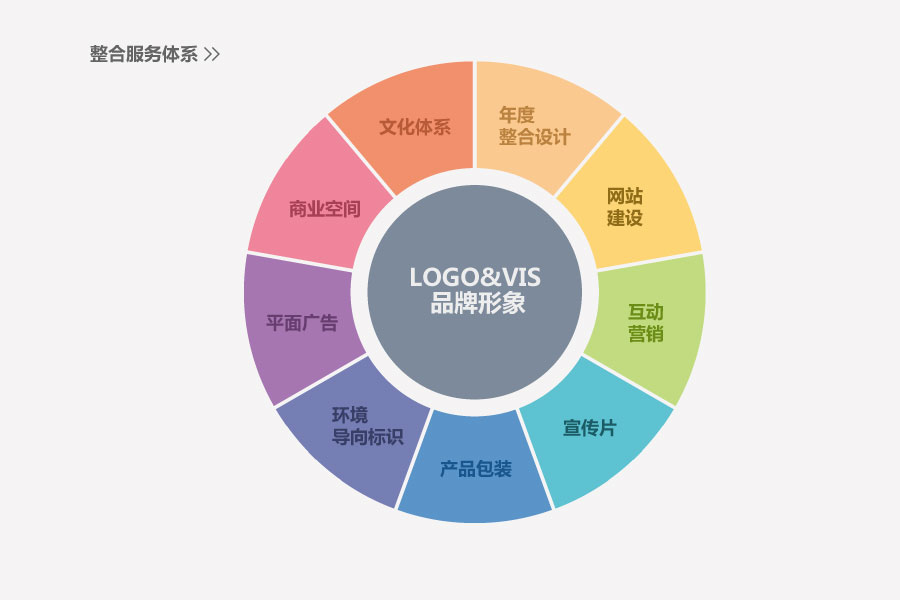 整合服务体系
文化体系
年度
整合设计
网站
建设
互动
营销
宣传片
产品包装
环境
导向标识
平面广告
商业空间
LOGO&VIS
品牌形象